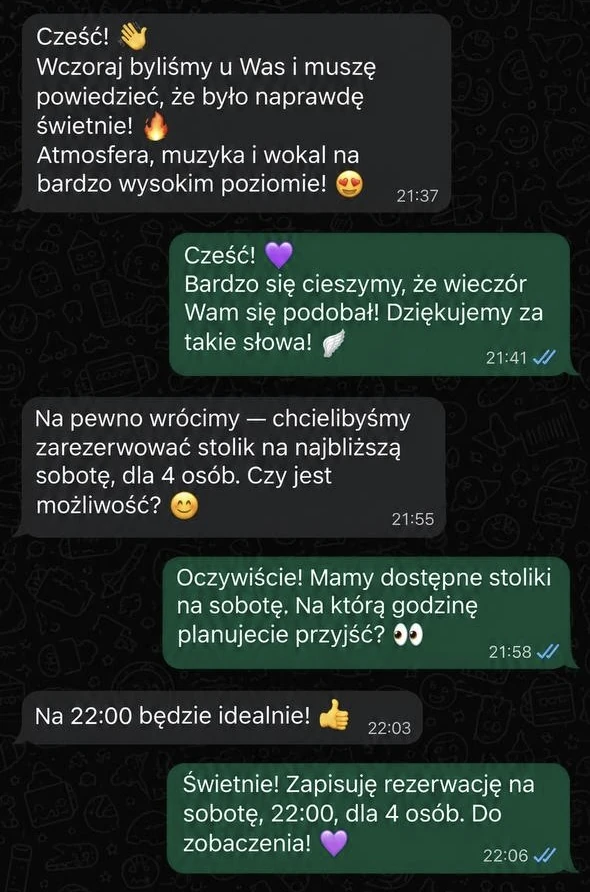 Cześć! 👋
Wczoraj byliśmy u Was i muszę
powiedzieć, że było naprawdę
świetnie! 🔥
Atmosfera, muzyka i wokal na
bardzo wysokim poziomie! 😍
21:37
Cześć! 💜
Bardzo się cieszymy, że wieczór
Wam się podobał! Dziękujemy za
takie słowa! 🪽
21:41
Na pewno wrócimy — chcielibyśmy
zarezerwować stolik na najbliższą
sobotę, dla 4 osób. Czy jest
możliwość? 😊
21:55
Oczywiście! Mamy dostępne stoliki
na sobotę. Na którą godzinę
planujecie przyjść? 👀
21:58
Na 22:00 będzie idealnie! 👍
22:03
Świetnie! Zapisuję rezerwację na
sobotę, 22:00, dla 4 osób. Do
zobaczenia! 💜
22:06